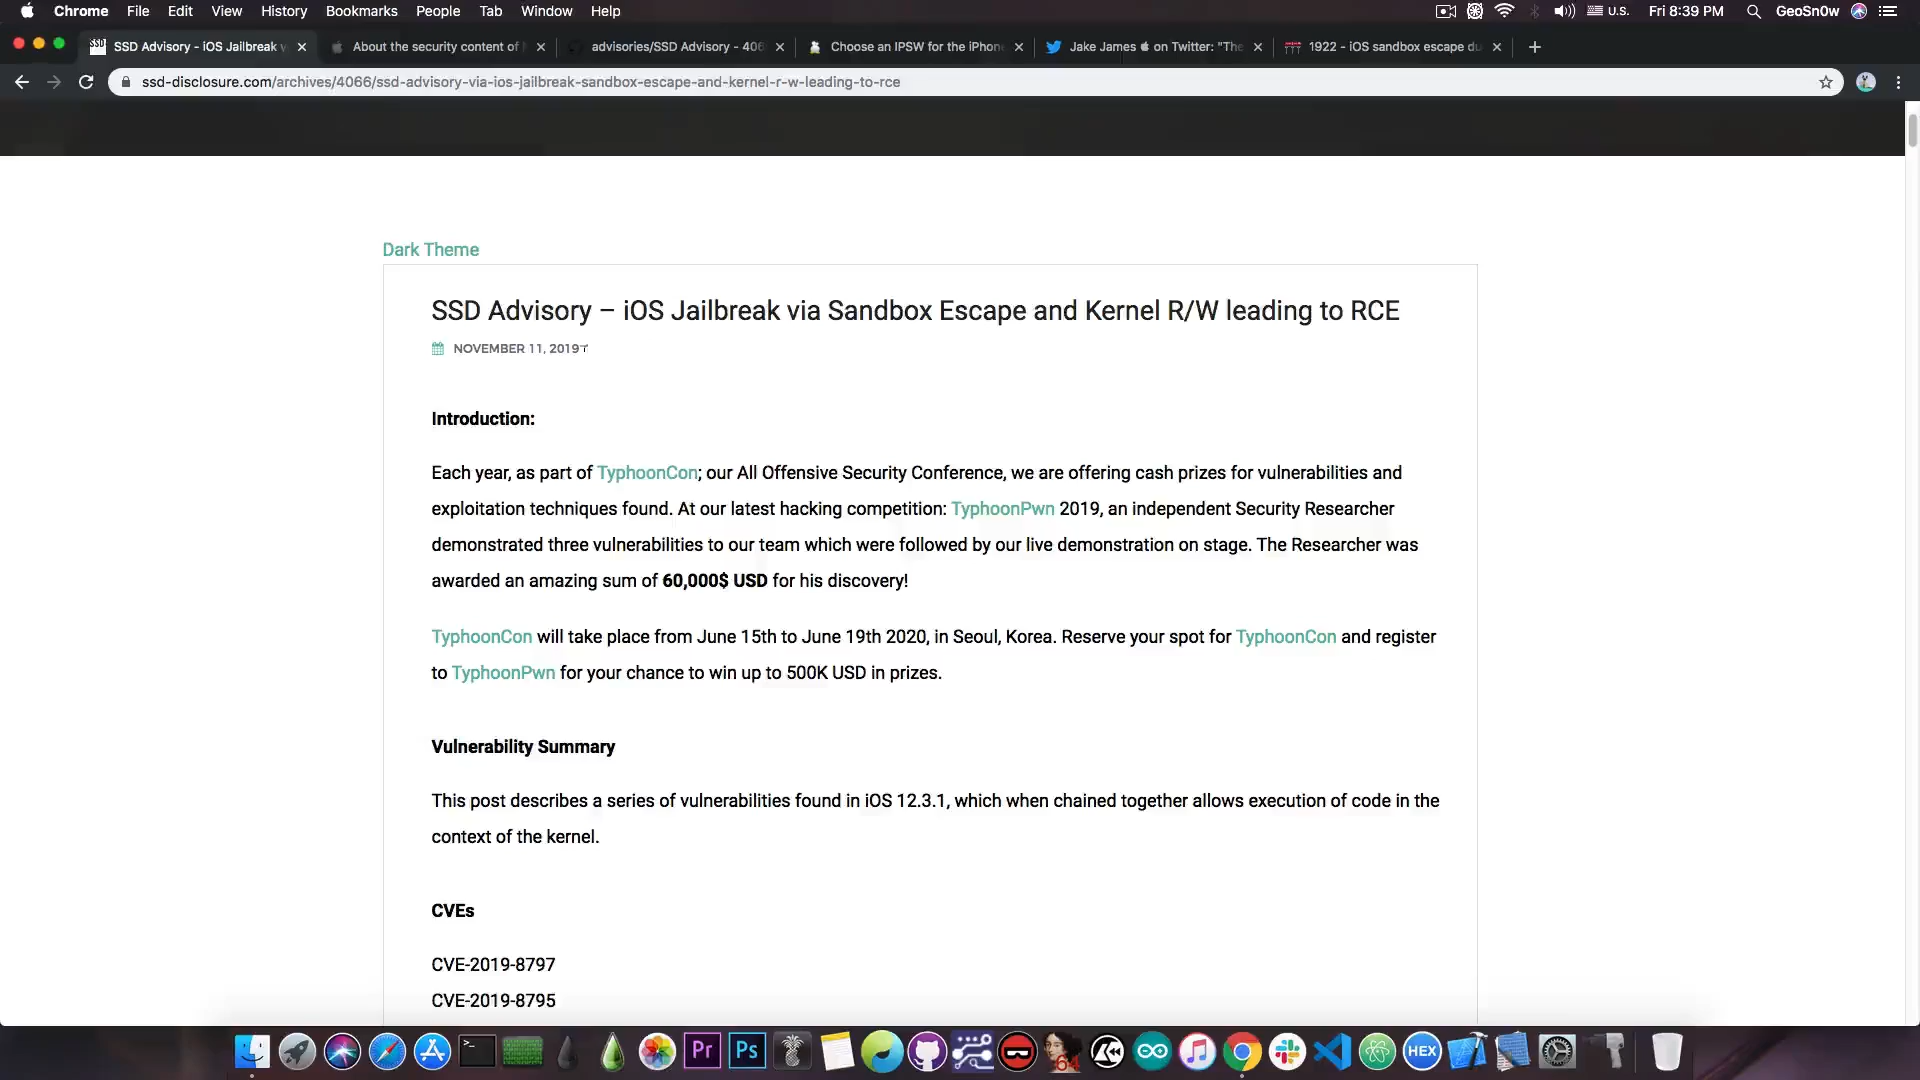 Chrome File Edit View History Bookmarks People Tab Window Help U.S. Fri 8:39 PM GeoSn0w
SSD Advisory - iOS Jailbreak About the security content of advisories/SSD Advisory - 406 Choose an IPSW for the iPhone Jake James on Twitter: "The 1922 - iOS sandbox escape du
ssd-disclosure.com/archives/4066/ssd-advisory-via-ios-jailbreak-sandbox-escape-and-kernel-r-w-leading-to-rce
Dark Theme
SSD Advisory – iOS Jailbreak via Sandbox Escape and Kernel R/W leading to RCE
NOVEMBER 11, 2019
Introduction:
Each year, as part of TyphoonCon; our All Offensive Security Conference, we are offering cash prizes for vulnerabilities and
exploitation techniques found. At our latest hacking competition: TyphoonPwn 2019, an independent Security Researcher
demonstrated three vulnerabilities to our team which were followed by our live demonstration on stage. The Researcher was
awarded an amazing sum of 60,000$ USD for his discovery!
TyphoonCon will take place from June 15th to June 19th 2020, in Seoul, Korea. Reserve your spot for TyphoonCon and register
to TyphoonPwn for your chance to win up to 500K USD in prizes.
Vulnerability Summary
This post describes a series of vulnerabilities found in iOS 12.3.1, which when chained together allows execution of code in the
context of the kernel.
CVEs
CVE-2019-8797
CVE-2019-8795
Pr Ps 64 HEX